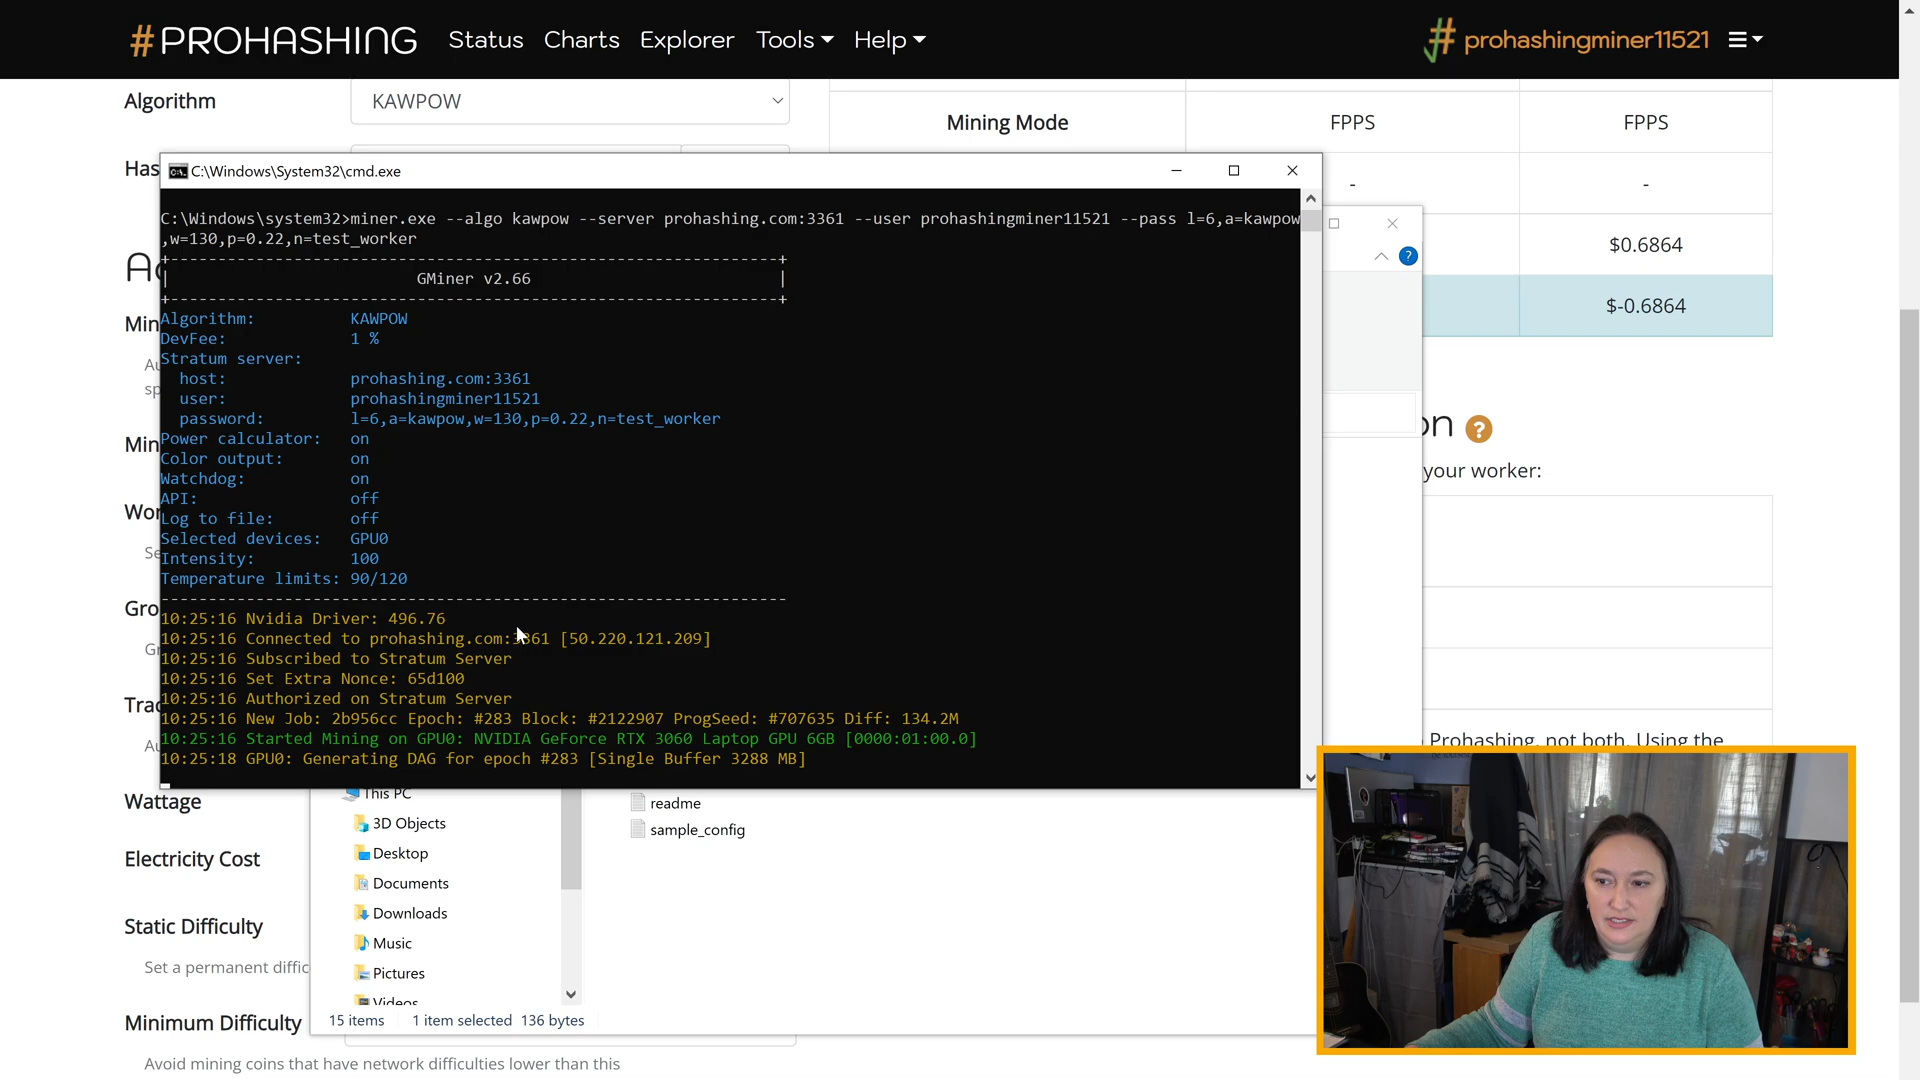 #PROHASHING
Status
Charts
Explorer
Tools
Help
prohashingminer11521
Algorithm
KAWPOW
Mining Mode
FPPS
FPPS
-
-
$0.6864
$-0.6864
C:\Windows\System32\cmd.exe
C:\Windows\system32>miner.exe --algo kawpow --server prohashing.com:3361 --user prohashingminer11521 --pass l=6,a=kawpow
,w=130,p=0.22,n=test_worker
+----------------------------------------------------------------+
| GMiner v2.66 |
+----------------------------------------------------------------+
Algorithm: KAWPOW
DevFee: 1 %
Stratum server:
host: prohashing.com:3361
user: prohashingminer11521
password: l=6,a=kawpow,w=130,p=0.22,n=test_worker
Power calculator: on
Color output: on
Watchdog: on
API: off
Log to file: off
Selected devices: GPU0
Intensity: 100
Temperature limits: 90/120
------------------------------------------------------------------
10:25:16 Nvidia Driver: 496.76
10:25:16 Connected to prohashing.com:3361 [50.220.121.209]
10:25:16 Subscribed to Stratum Server
10:25:16 Set Extra Nonce: 65d100
10:25:16 Authorized on Stratum Server
10:25:16 New Job: 2b956cc Epoch: #283 Block: #2122907 ProgSeed: #707635 Diff: 134.2M
10:25:16 Started Mining on GPU0: NVIDIA GeForce RTX 3060 Laptop GPU 6GB [0000:01:00.0]
10:25:18 GPU0: Generating DAG for epoch #283 [Single Buffer 3288 MB]
your worker:
Prohashing, not both. Using the
This PC
3D Objects
Desktop
Documents
Downloads
Music
Pictures
Videos
readme
sample_config
15 items
1 item selected 136 bytes
Wattage
Electricity Cost
Static Difficulty
Set a permanent diffic
Minimum Difficulty
Avoid mining coins that have network difficulties lower than this